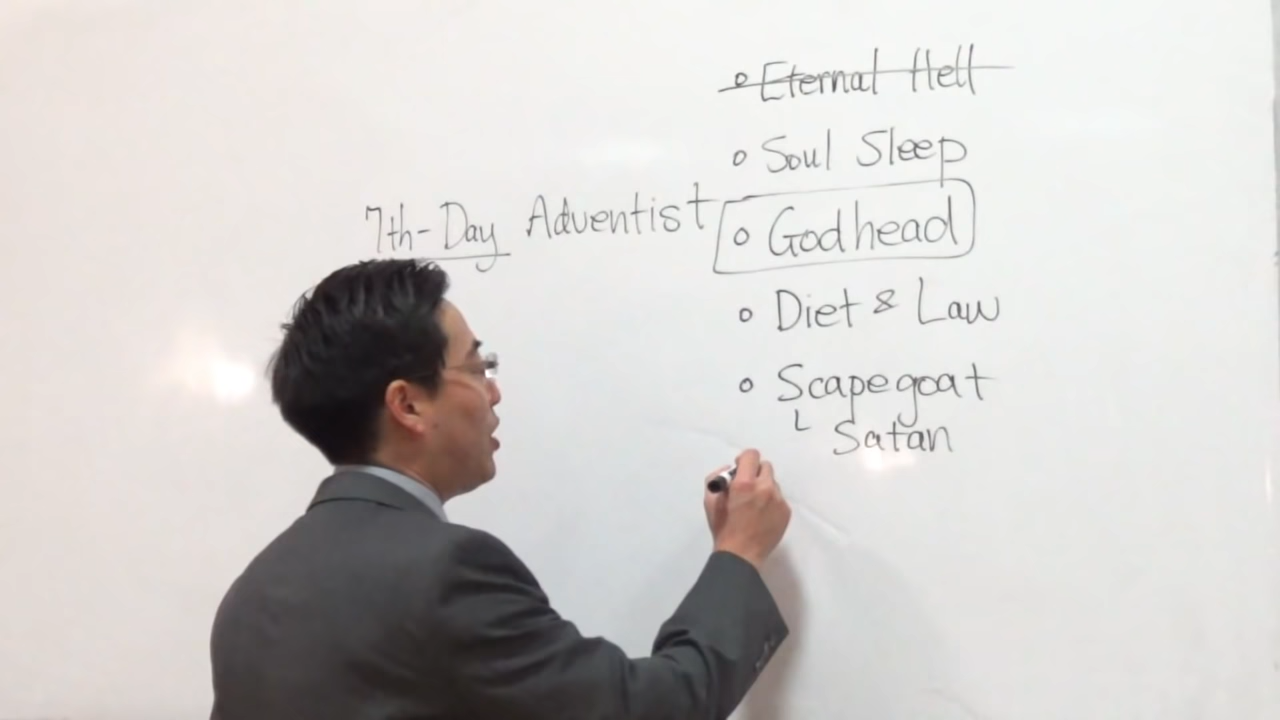 Eternal Hell
Soul Sleep
7th-Day Adventist
Godhead
Diet & Law
Scapegoat
Satan